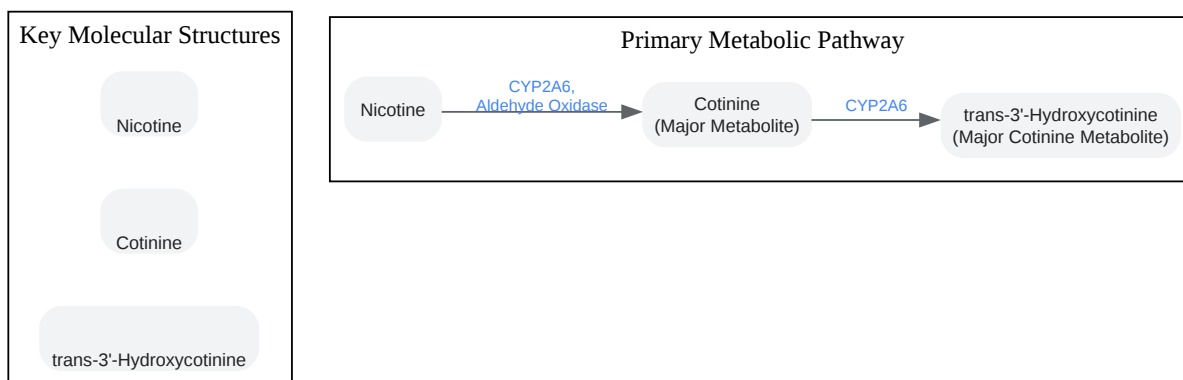 Key Molecular Structures
Nicotine
Cotinine
trans-3'-Hydroxycotinine
Primary Metabolic Pathway
Nicotine
CYP2A6,
Aldehyde Oxidase
Cotinine
(Major Metabolite)
CYP2A6
trans-3'-Hydroxycotinine
(Major Cotinine Metabolite)